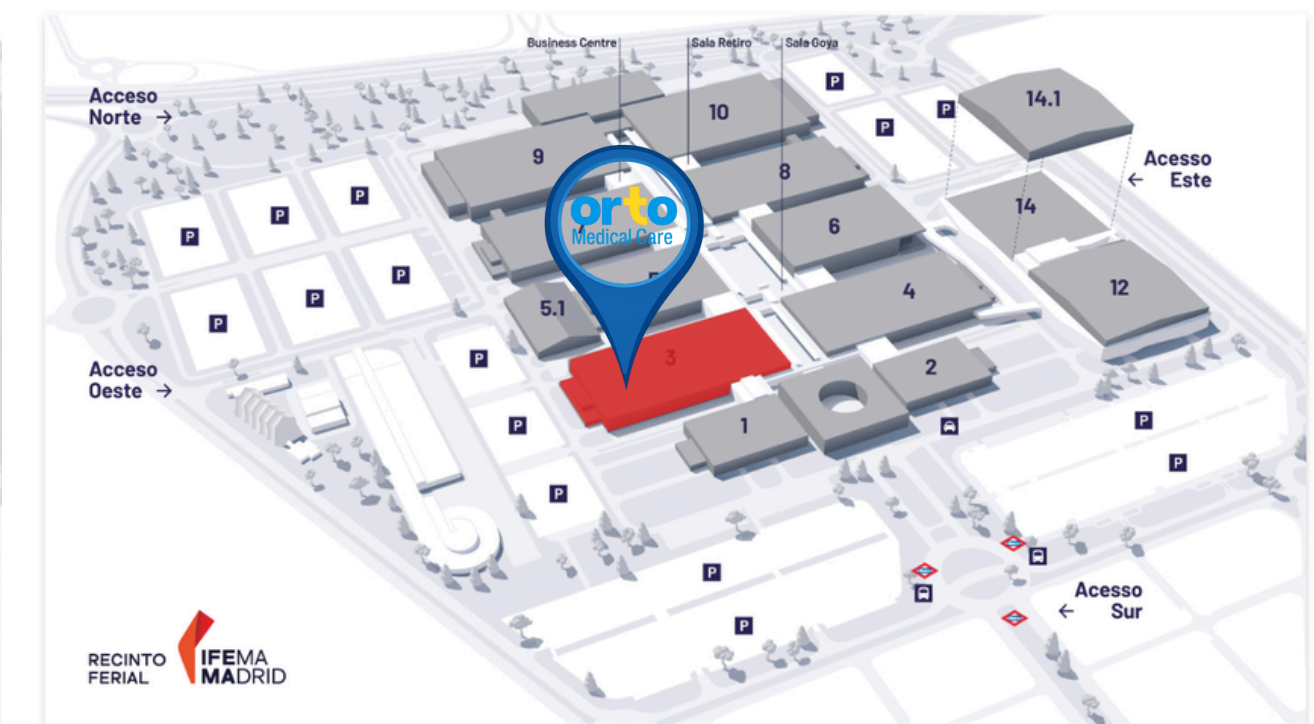 Business Centre
Sala Retiro
Sala Goya
Acceso
Norte →
P
P
P
10
14.1
9
8
Acesso
← Este
14
6
P
P
P
orto
Medical Care
P
P
P
5.1
4
12
3
2
1
Acceso
Oeste →
P
P
P
P
P
P
P
Acesso
← Sur
RECINTO
FERIAL
IFEMA
MADRID